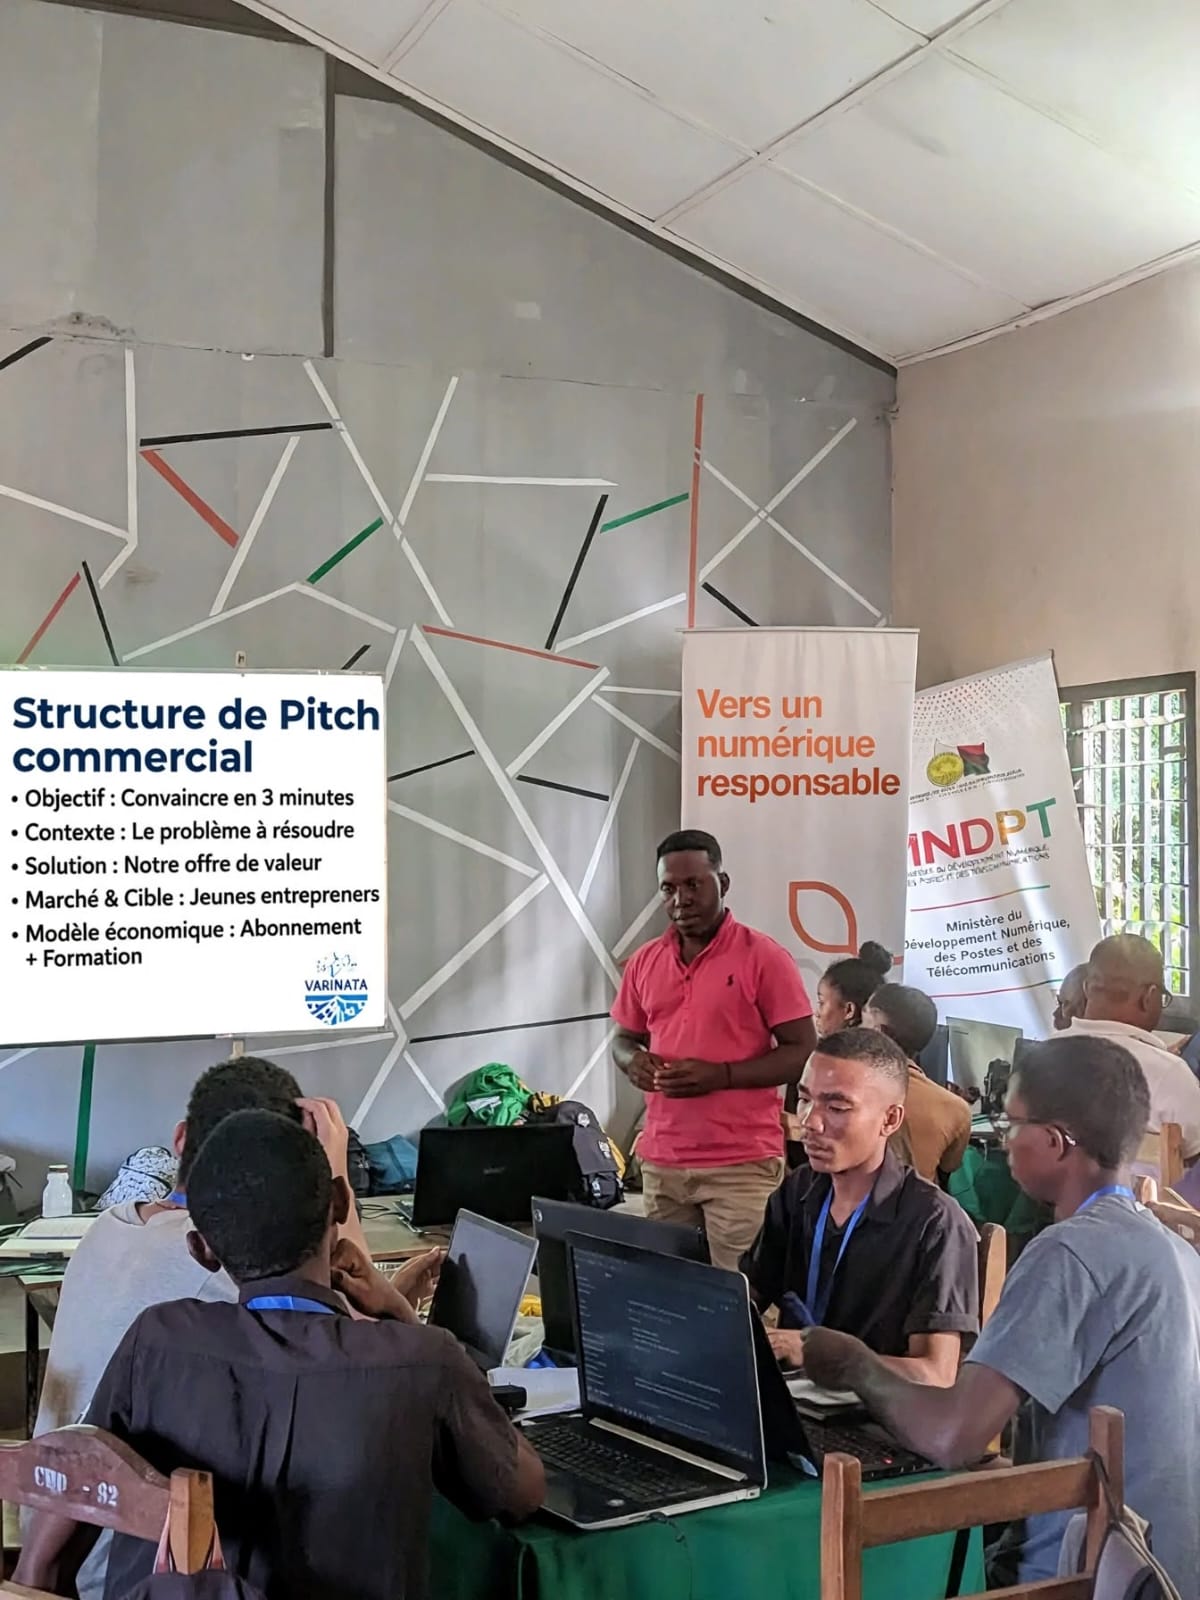 Structure de Pitch
commercial
• Objectif : Convaincre en 3 minutes
• Contexte : Le problème à résoudre
• Solution : Notre offre de valeur
• Marché & Cible : Jeunes entrepreners
• Modèle économique : Abonnement
+ Formation
VARINATA
Vers un
numérique
responsable
MNDPT
Ministère du
Développement Numérique,
des Postes et des
Télécommunications
CMP - 92